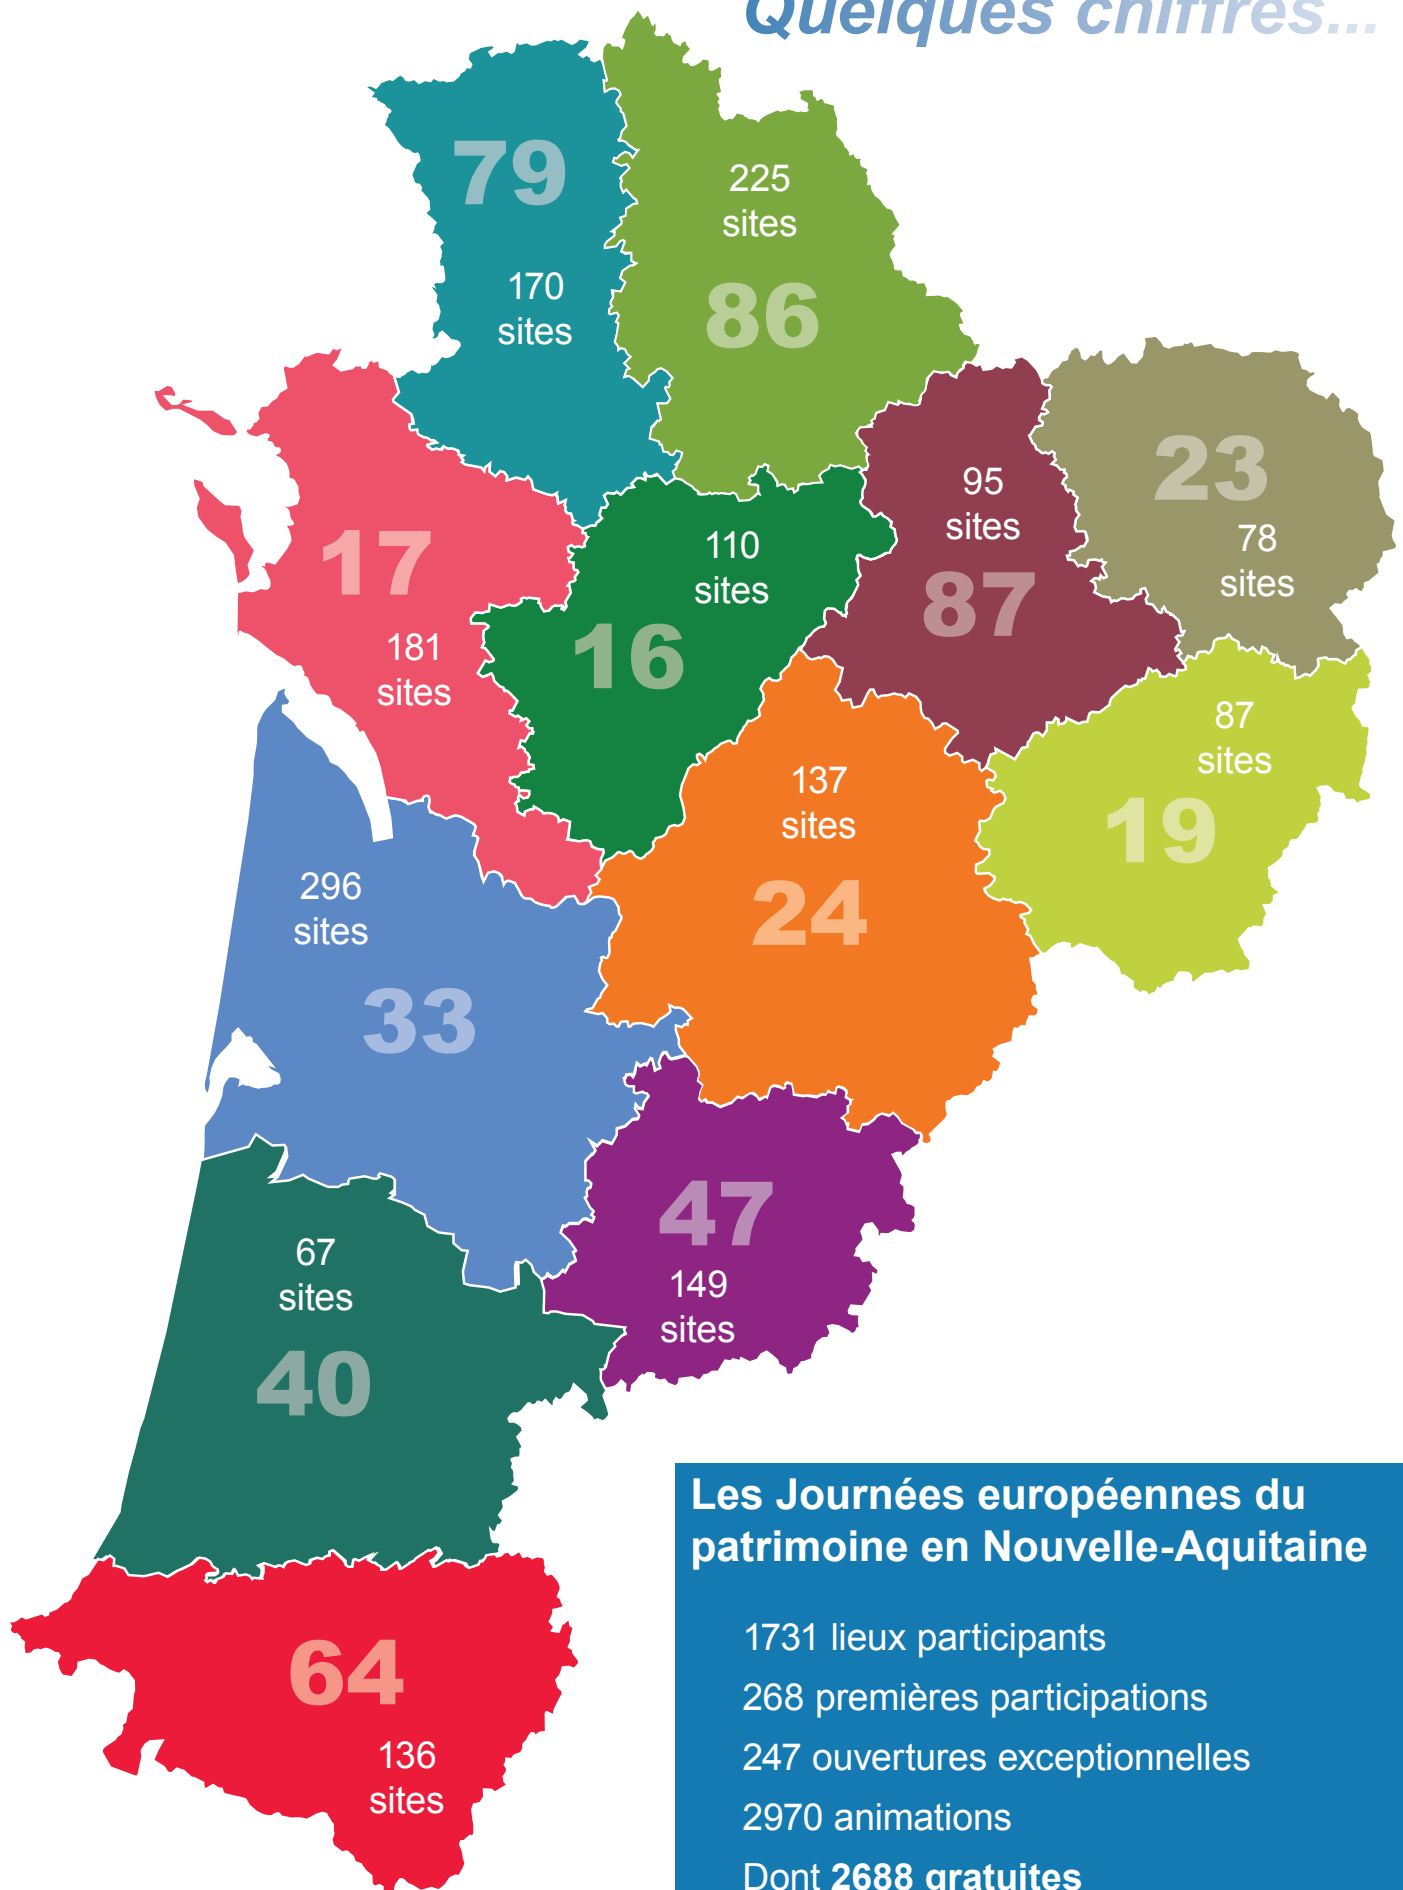 Quelques chiffres...
79
170
sites
225
sites
86
17
181
sites
110
sites
16
95
sites
87
23
78
sites
87
sites
19
137
sites
24
296
sites
33
47
149
sites
67
sites
40
64
136
sites
Les Journées européennes du
patrimoine en Nouvelle-Aquitaine
1731 lieux participants
268 premières participations
247 ouvertures exceptionnelles
2970 animations
Dont 2688 gratuites